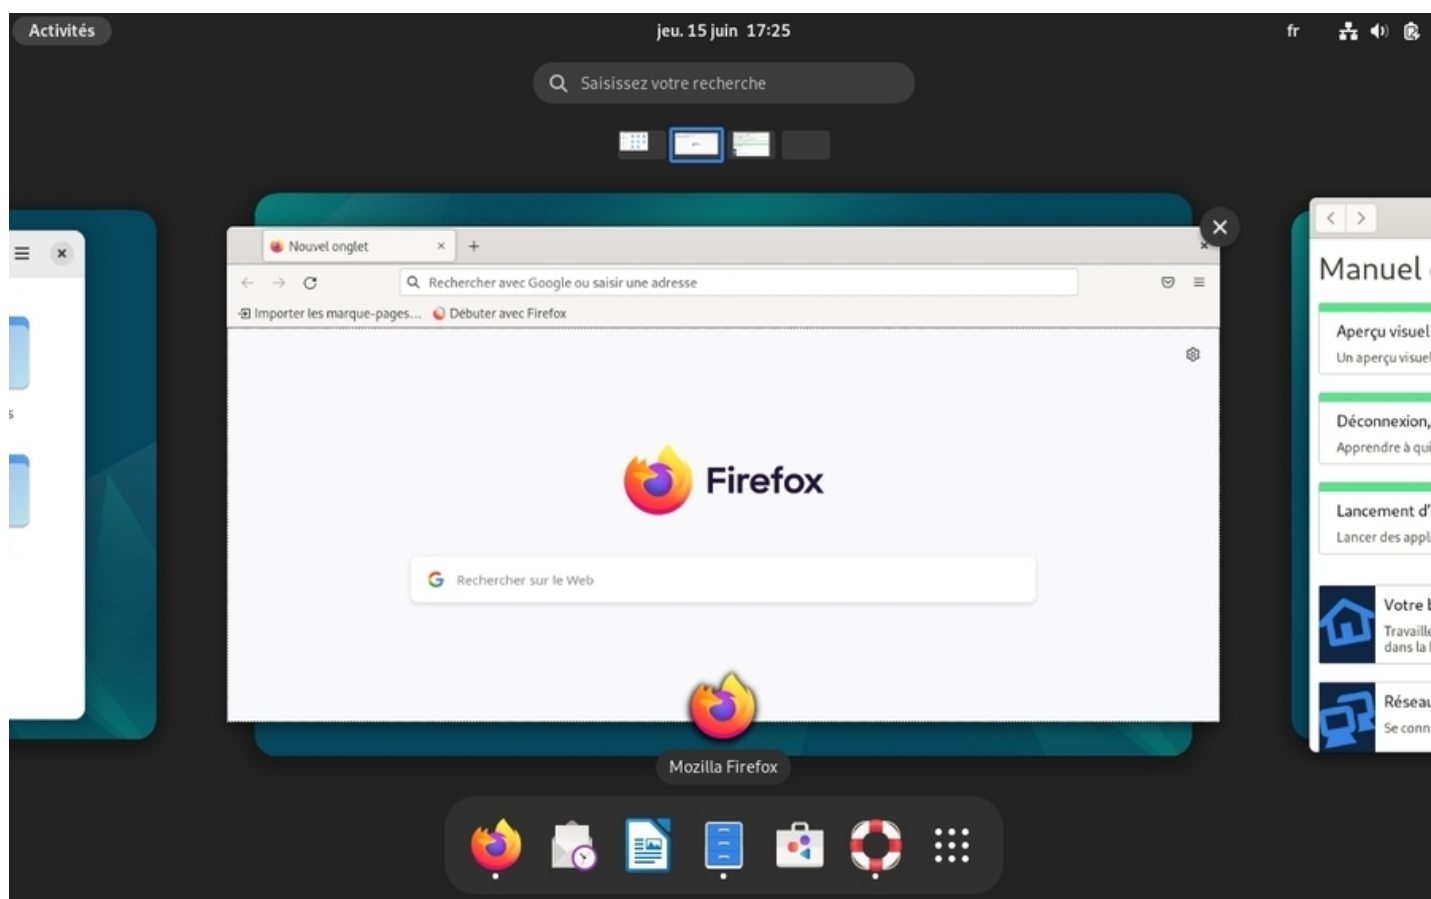 Activités
jeu. 15 juin 17:25
fr
Saisissez votre recherche
Nouvel onglet
Rechercher avec Google ou saisir une adresse
Importer les marque-pages...
Débuter avec Firefox
Firefox
Rechercher sur le Web
Mozilla Firefox
s
Manuel
Aperçu visuel
Un aperçu visuel
Déconnexion,
Apprendre à qui
Lancement d'
Lancer des appli
Votre
Travaille
dans la
Réseau
Se conn